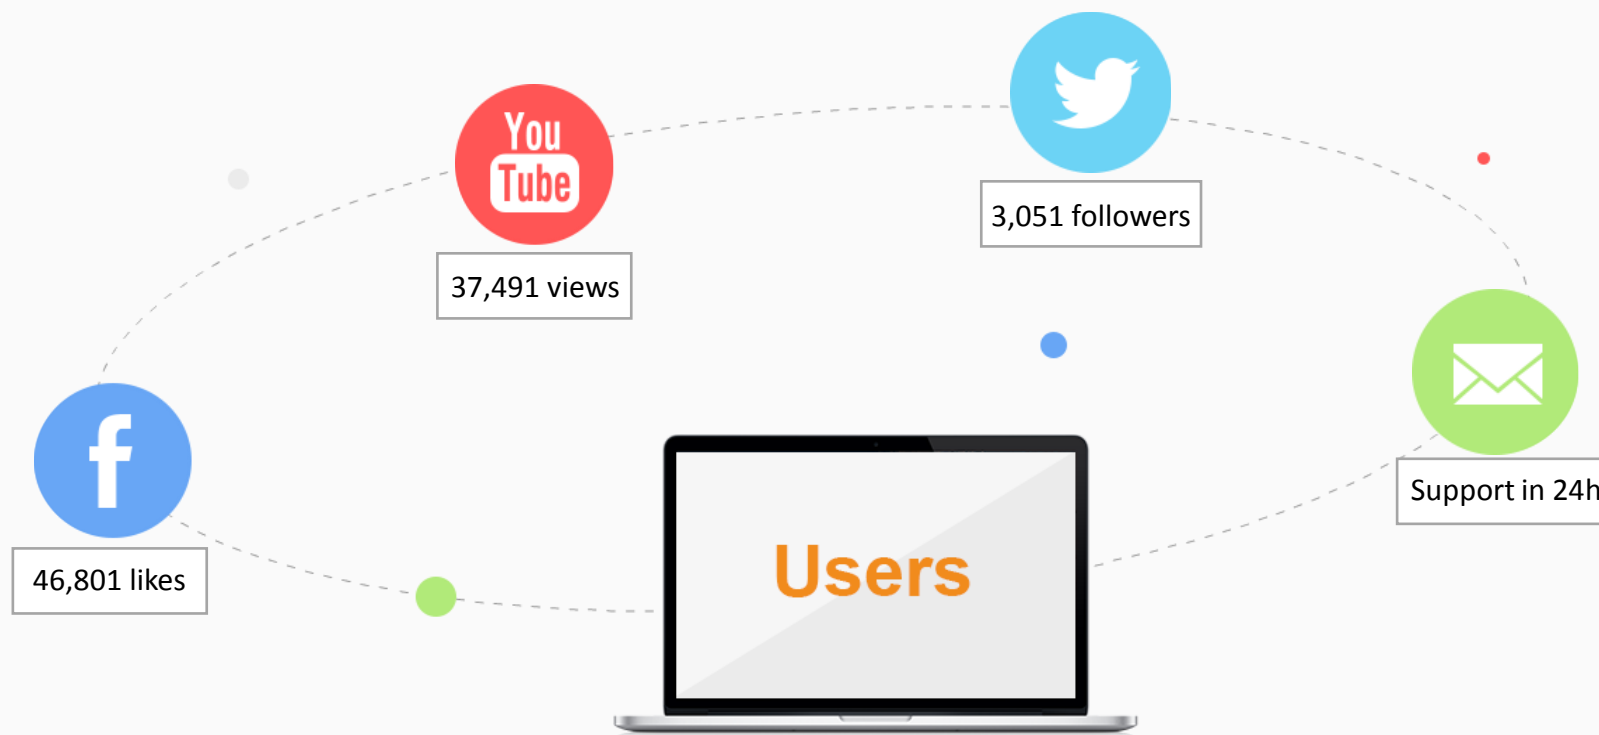 You
Tube
3,051 followers
37,491 views
Support in 24h
46,801 likes
Users